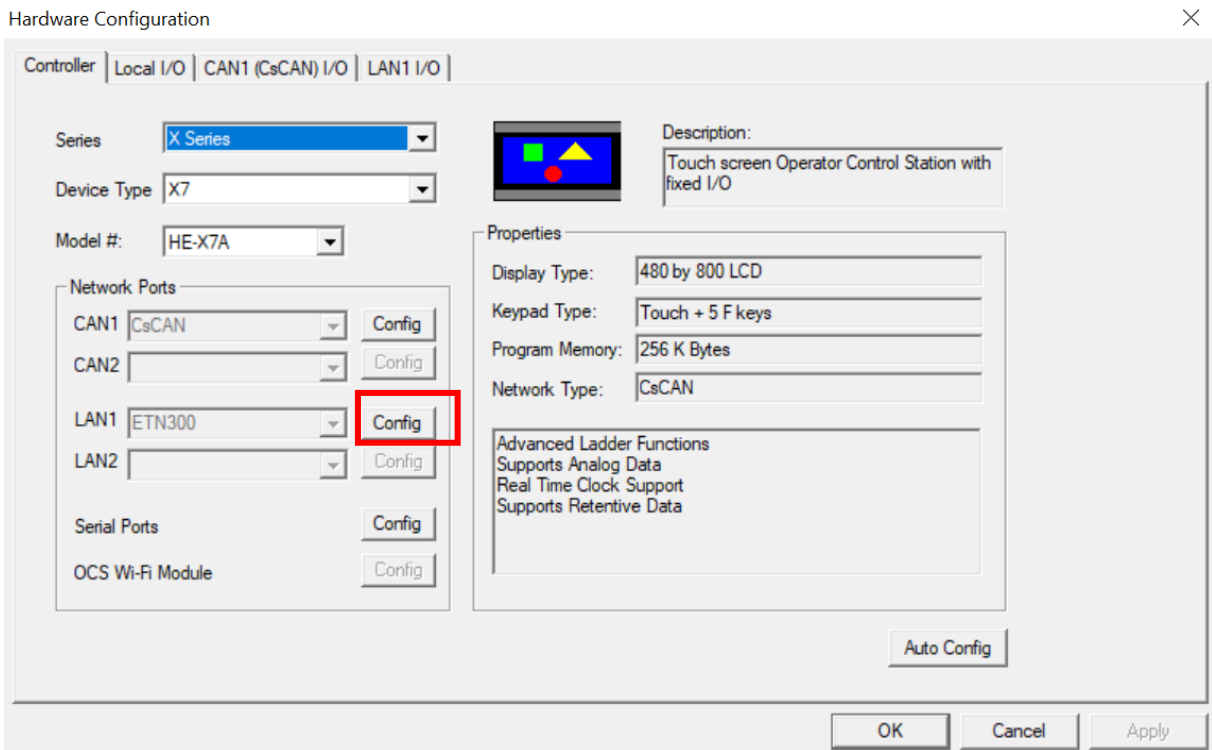 Hardware Configuration
Controller
Local I/O
CAN1 (CsCAN) I/O
LAN1 I/O
Series
X Series
Device Type
X7
Model #:
HE-X7A
Network Ports
CAN1
CsCAN
Config
CAN2
Config
LAN1
ETN300
Config
LAN2
Config
Serial Ports
Config
OCS Wi-Fi Module
Config
Description:
Touch screen Operator Control Station with
fixed I/O
Properties
Display Type:
480 by 800 LCD
Keypad Type:
Touch + 5 F keys
Program Memory:
256 K Bytes
Network Type:
CsCAN
Advanced Ladder Functions
Supports Analog Data
Real Time Clock Support
Supports Retentive Data
Auto Config
OK
Cancel
Apply